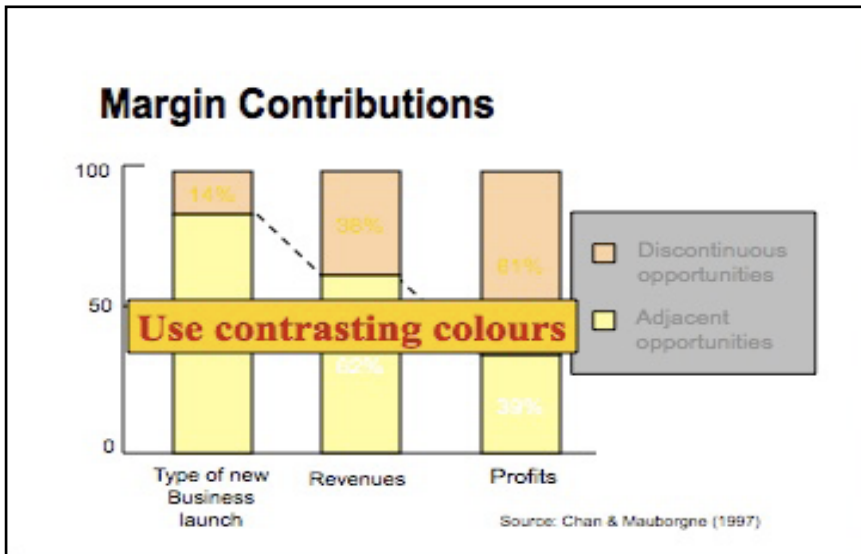 Margin Contributions
100
14%
38%
61%
Discontinuous
opportunities
50
Use contrasting colours
Adjacent
opportunities
62%
39%
0
Type of new
Business
launch
Revenues
Profits
Source: Chan & Mauborgne (1997)